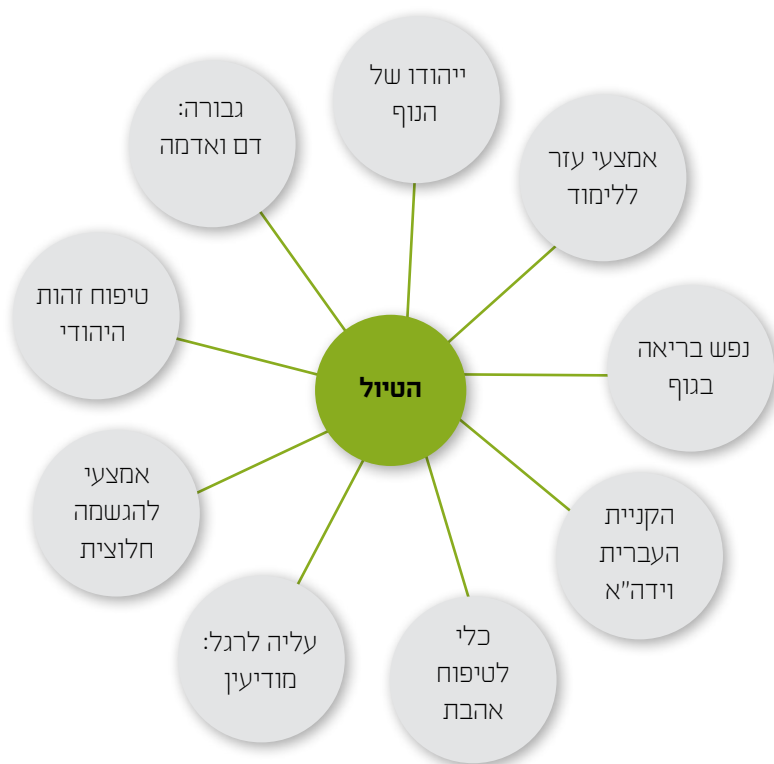 ייהודו של
הנוף
גבורה:
דם ואדמה
אמצעי עזר
ללימוד
טיפוח זהות
היהודי
נפש בריאה
בגוף
הטיול
אמצעי
להגשמה
חלוצית
הקניית
העברית
וידה"א
עליה לרגל:
מודיעין
כלי
לטיפוח
אהבת